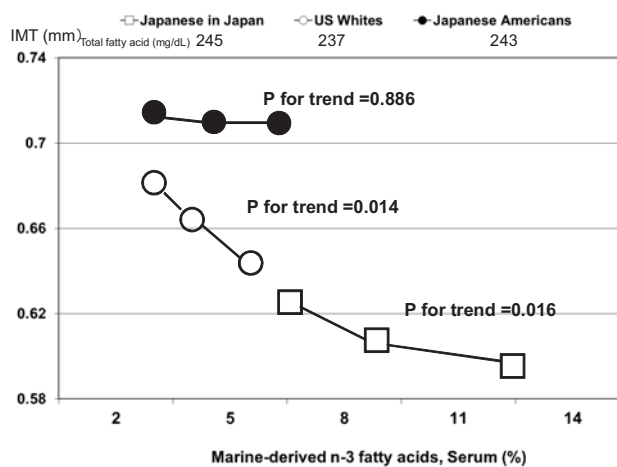 Japanese in Japan US Whites Japanese Americans
IMT (mm) Total fatty acid (mg/dL) 245 237 243
0.74
P for trend =0.886
0.7
P for trend =0.014
0.66
P for trend =0.016
0.62
0.58
2 5 8 11 14
Marine-derived n-3 fatty acids, Serum (%)